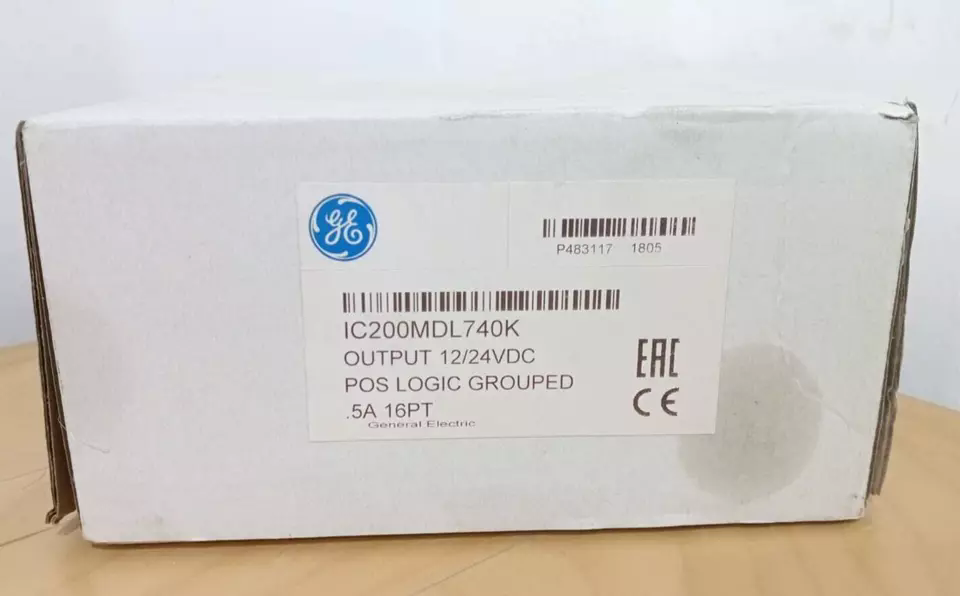 GE
P483117 1805
IC200MDL740K
OUTPUT 12/24VDC
POS LOGIC GROUPED
.5A 16PT
General Electric
EAC
CE